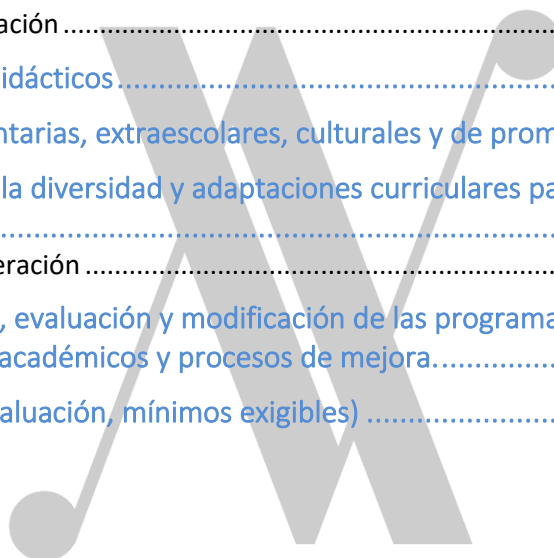 ación ..............................................................................
idácticos ..........................................................
ntarias, extraescolares, culturales y de prom
la diversidad y adaptaciones curriculares pa
..............................................................................
eración ..........................................................................
, evaluación y modificación de las programa
académicos y procesos de mejora. ................
aluación, mínimos exigibles) ..........................